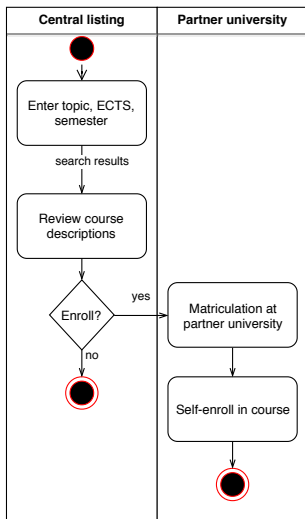 Central listing
Partner university
Enter topic, ECTS,
semester
search results
Review course
descriptions
Enroll?
yes
no
Matriculation at
partner university
Self-enroll in course